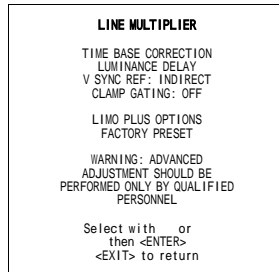 LINE MULTIPLIER
TIME BASE CORRECTION
LUMINANCE DELAY
V SYNC REF: INDIRECT
CLAMP GATING: OFF
LIMO PLUS OPTIONS
FACTORY PRESET
WARNING: ADVANCED
ADJUSTMENT SHOULD BE
PERFORMED ONLY BY QUALIFIED
PERSONNEL
Select with or
then <ENTER>
<EXIT> to return